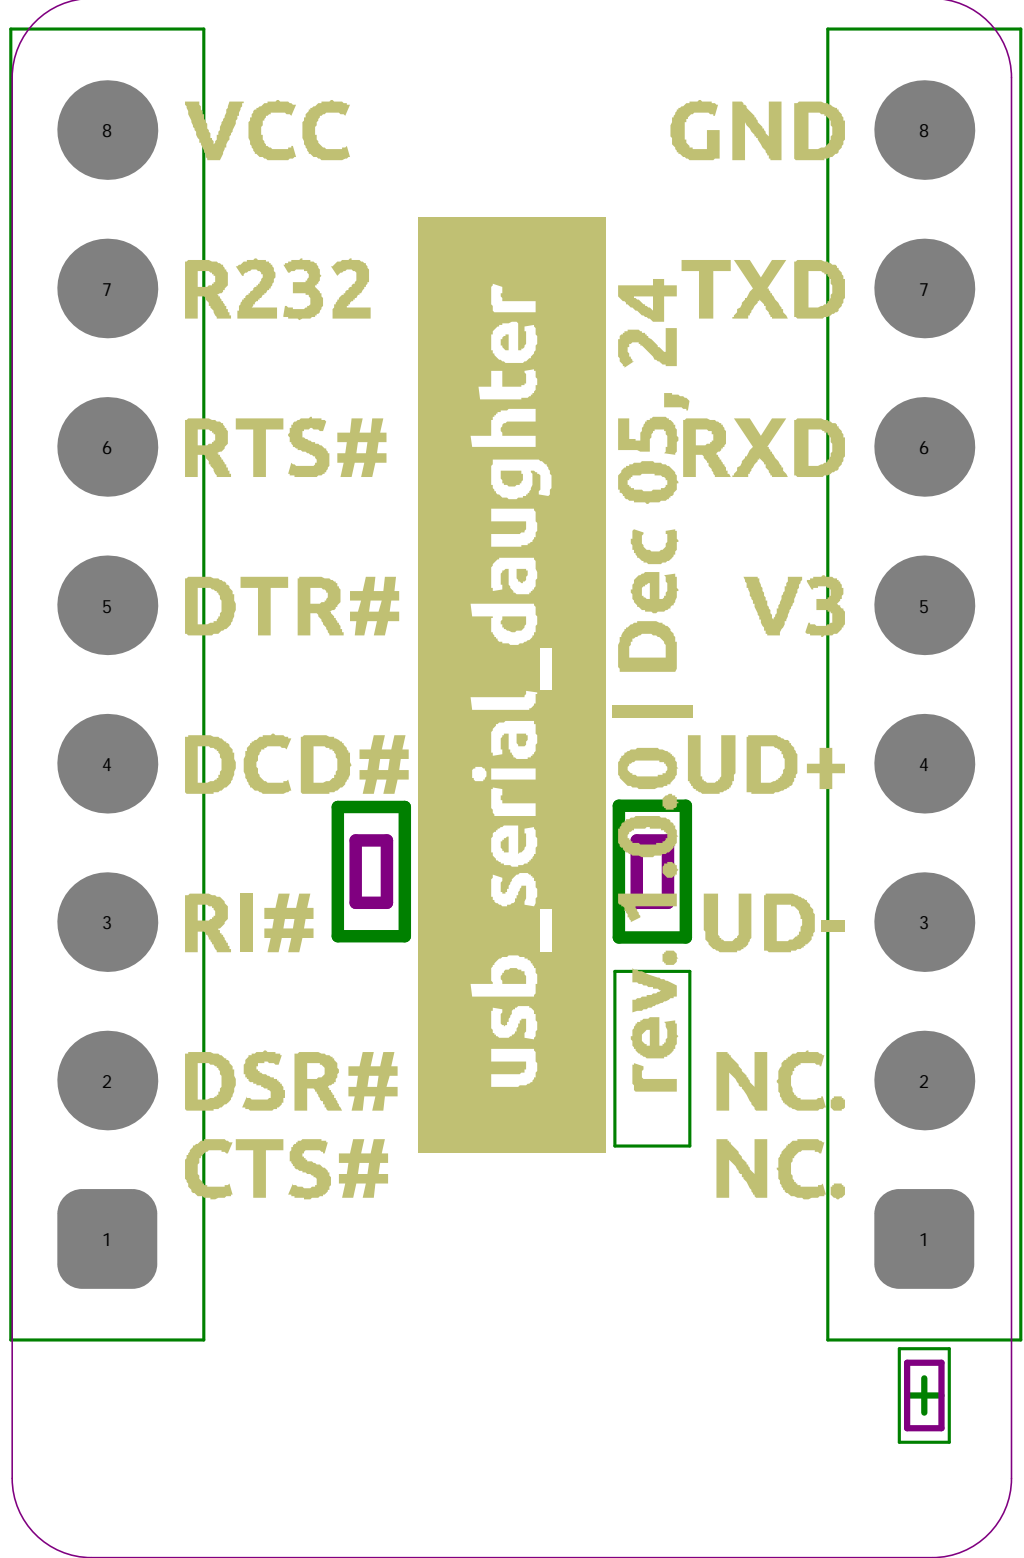 8 VCC GND 8
7 R232 TXD 7
6 RTS# RXD 6
5 DTR# V3 5
4 DCD# UD+ 4
3 RI# UD- 3
2 DSR# NC. 2
CTS# NC.
1 1
usb_serial_daughter
rev. 1.0.0 | Dec 05, 24